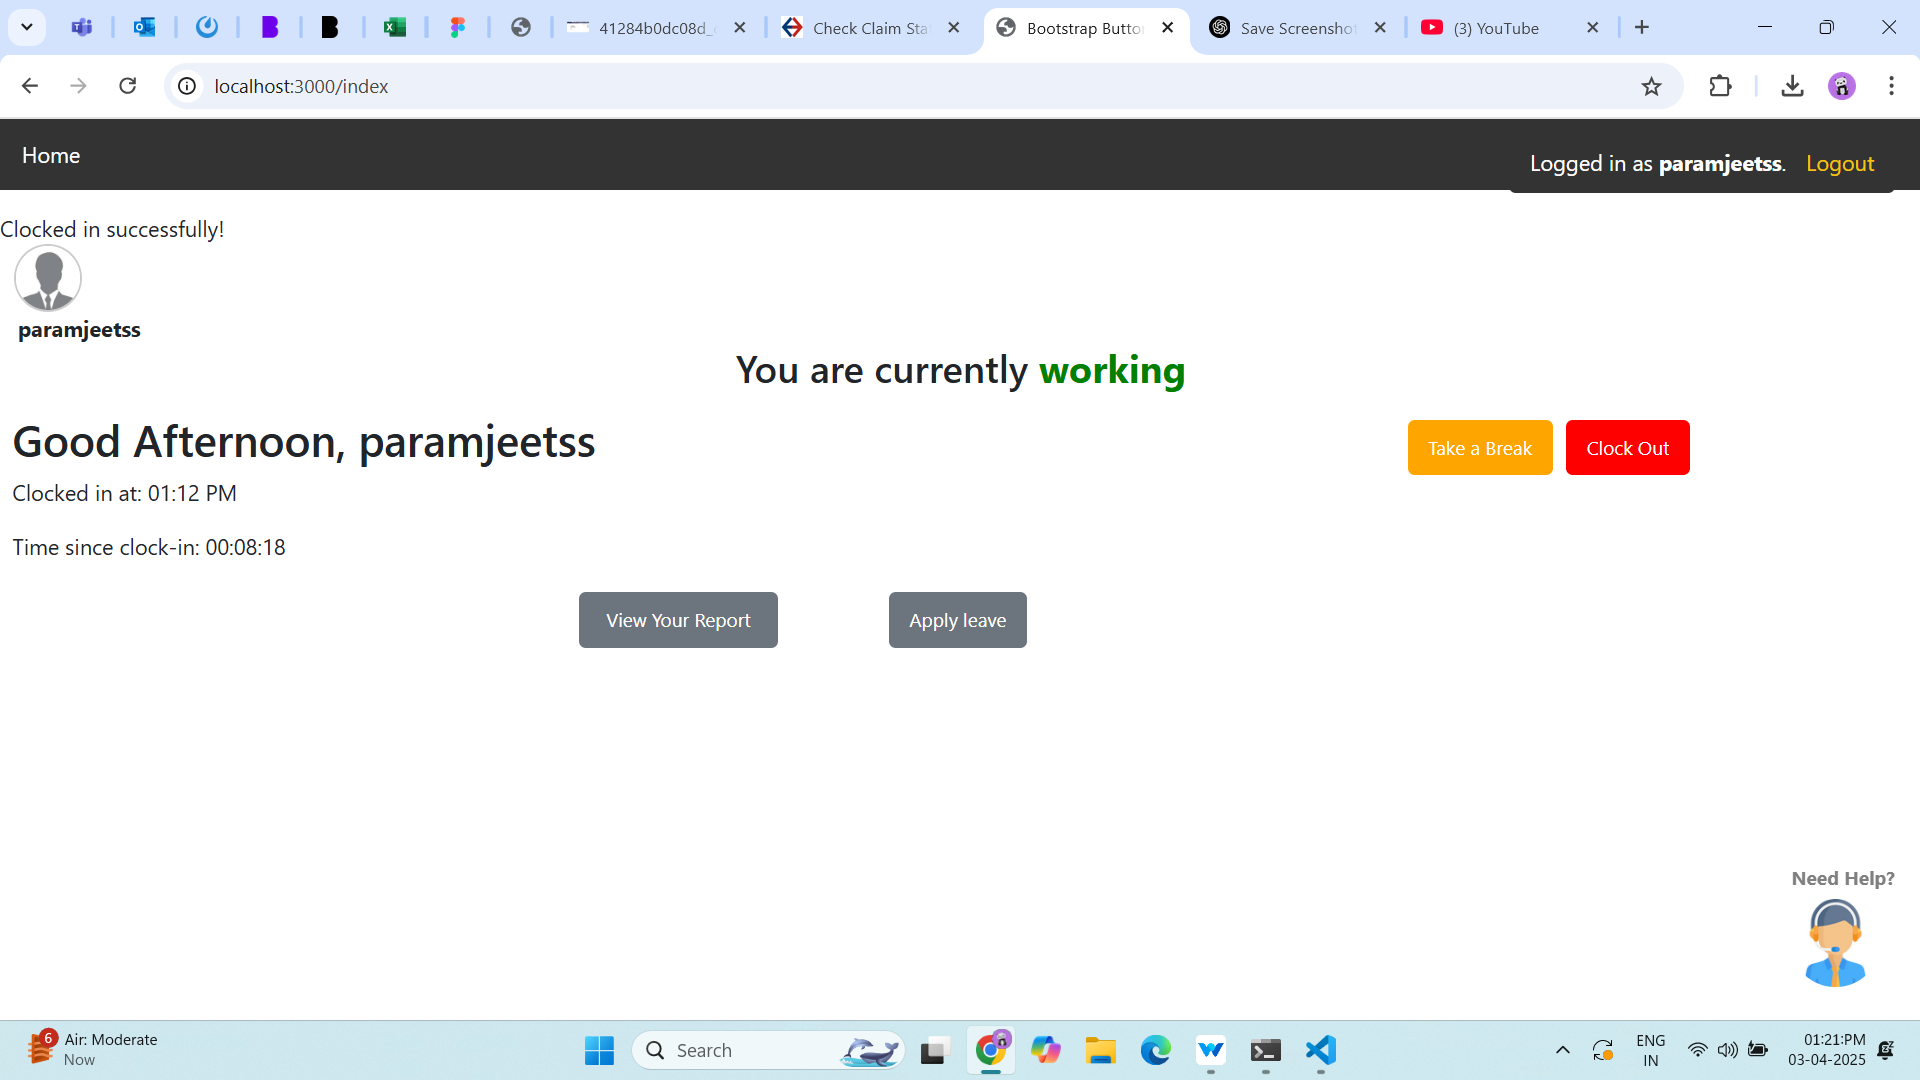 41284b0dc08d_
Check Claim Sta
Bootstrap Butto
Save Screenshot
(3) YouTube
localhost:3000/index
Home
Logged in as paramjeetss. Logout
Clocked in successfully!
paramjeetss
You are currently working
Good Afternoon, paramjeetss
Take a Break
Clock Out
Clocked in at: 01:12 PM
Time since clock-in: 00:08:18
View Your Report
Apply leave
Need Help?
6
Air: Moderate
Now
Search
ENG
IN
01:21:PM
03-04-2025